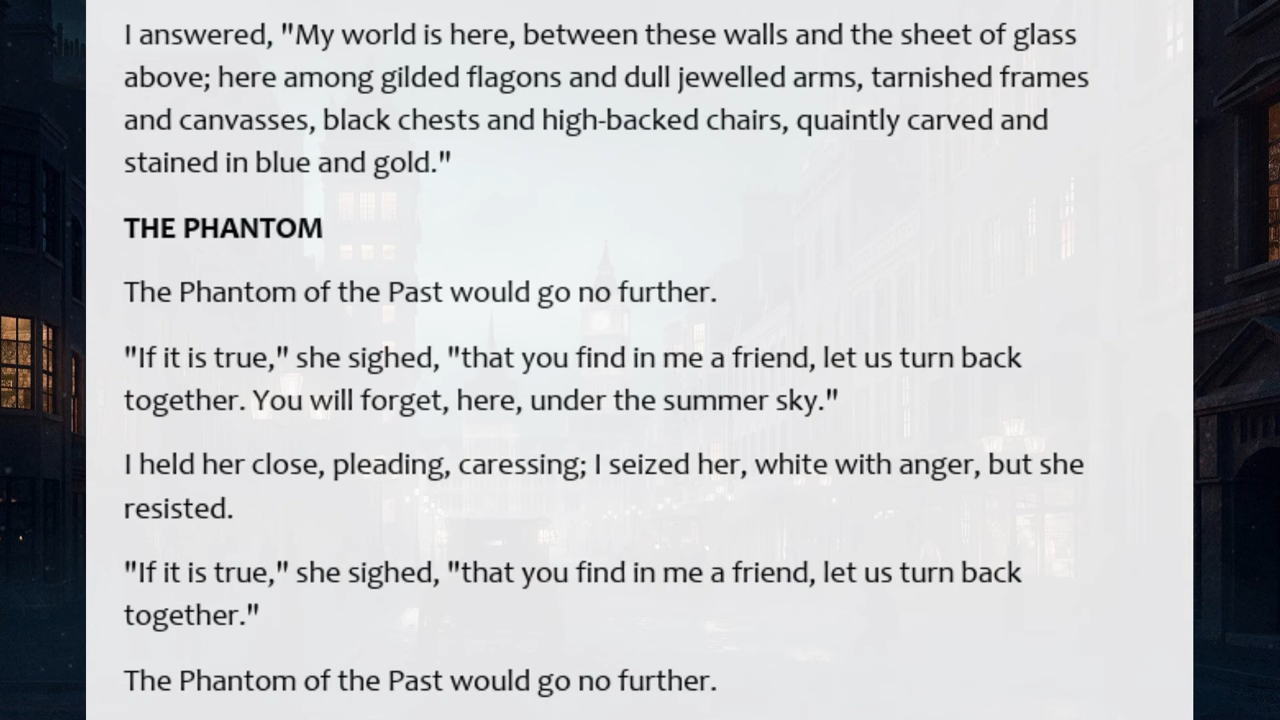 I answered, "My world is here, between these walls and the sheet of glass
above; here among gilded flagons and dull jewelled arms, tarnished frames
and canvasses, black chests and high-backed chairs, quaintly carved and
stained in blue and gold."
THE PHANTOM
The Phantom of the Past would go no further.
"If it is true," she sighed, "that you find in me a friend, let us turn back
together. You will forget, here, under the summer sky."
I held her close, pleading, caressing; I seized her, white with anger, but she
resisted.
"If it is true," she sighed, "that you find in me a friend, let us turn back
together."
The Phantom of the Past would go no further.